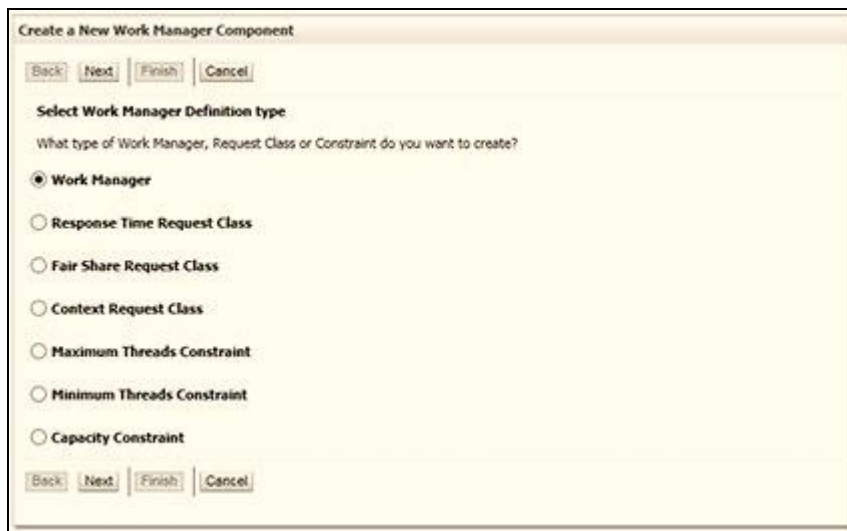 Create a New Work Manager Component
Back Next Finish Cancel
Select Work Manager Definition type
What type of Work Manager, Request Class or Constraint do you want to create?
Work Manager
Response Time Request Class
Fair Share Request Class
Context Request Class
Maximum Threads Constraint
Minimum Threads Constraint
Capacity Constraint
Back Next Finish Cancel